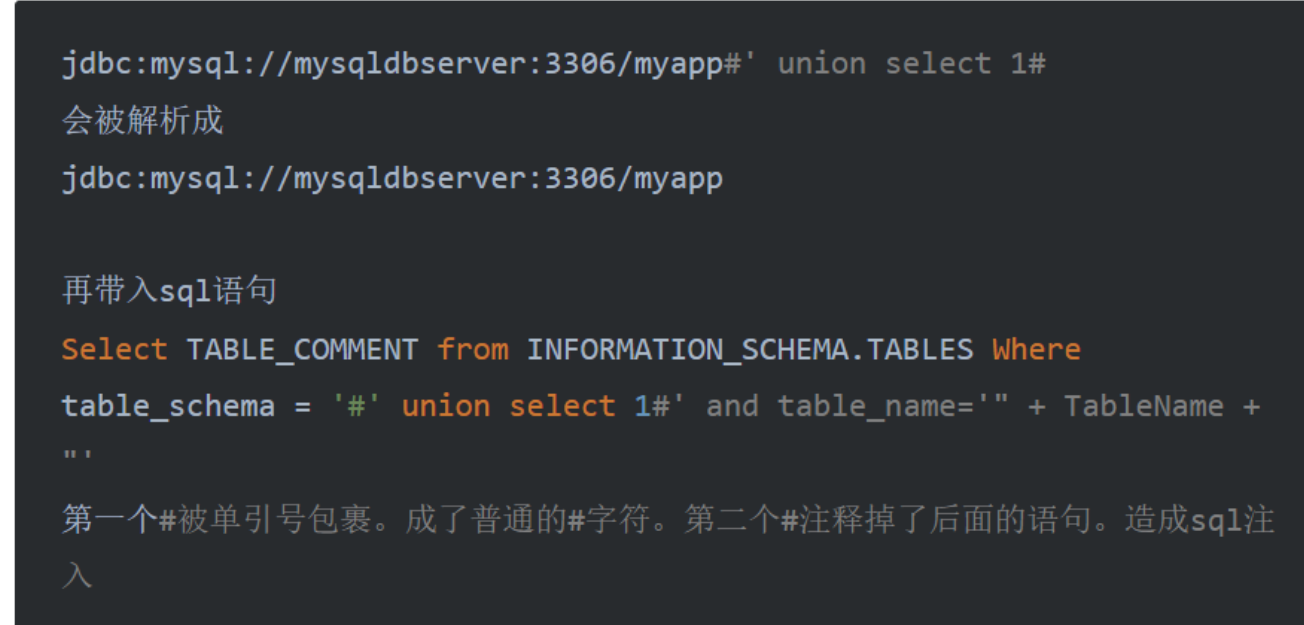 jdbc:mysql://mysqldbserver:3306/myapp#' union select 1#
会被解析成
jdbc:mysql://mysqldbserver:3306/myapp
再带入sql语句
Select TABLE_COMMENT from INFORMATION_SCHEMA.TABLES Where
table_schema = '#' union select 1#' and table_name='" + TableName +
"'
第一个#被单引号包裹。成了普通的#字符。第二个#注释掉了后面的语句。造成sql注
入